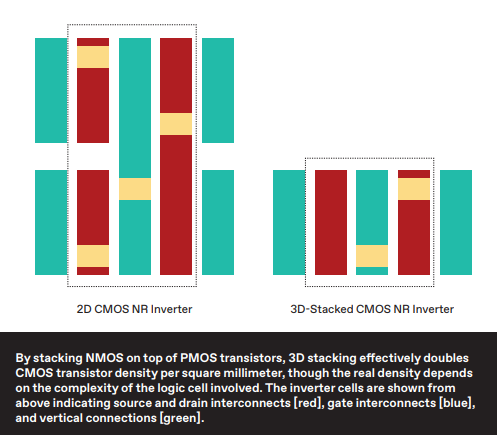 2D CMOS NR Inverter
3D-Stacked CMOS NR Inverter
By stacking NMOS on top of PMOS transistors, 3D stacking effectively doubles
CMOS transistor density per square millimeter, though the real density depends
on the complexity of the logic cell involved. The inverter cells are shown from
above indicating source and drain interconnects [red], gate interconnects [blue],
and vertical connections [green].